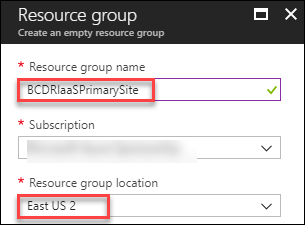 Resource group
Create an empty resource group
* Resource group name
BCDRIaaSPrimarySite
* Subscription
* Resource group location
East US 2